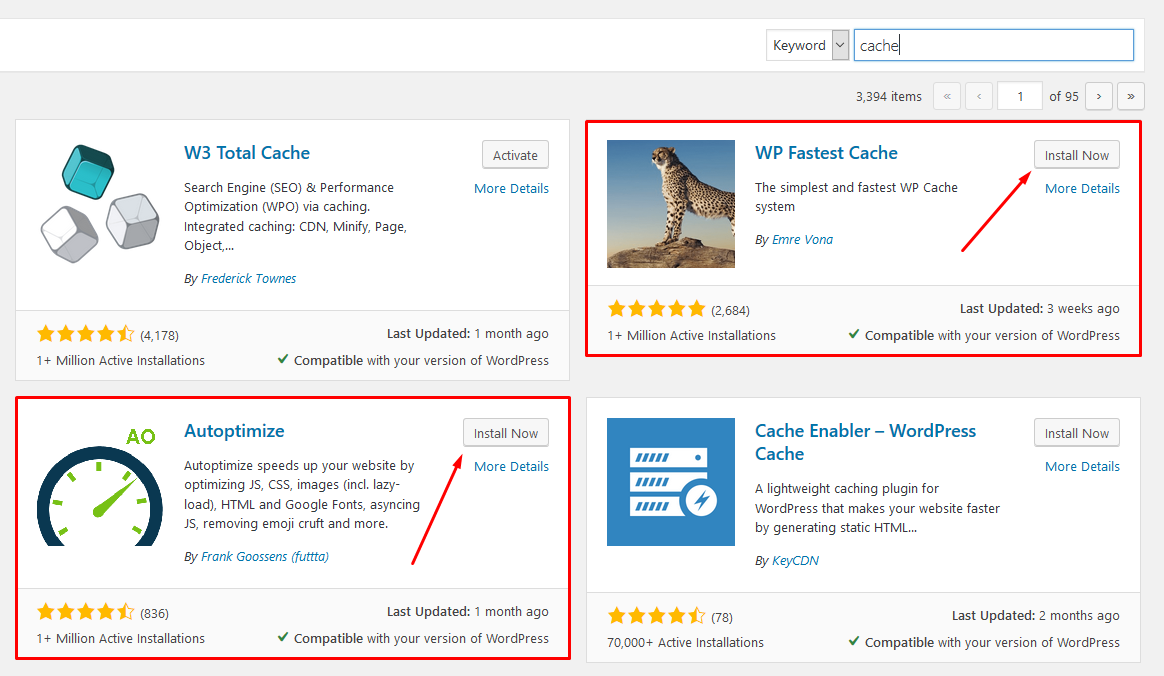 Keyword cache
3,394 items « ‹ 1 of 95 › »
W3 Total Cache
Activate
More Details
Search Engine (SEO) & Performance
Optimization (WPO) via caching.
Integrated caching: CDN, Minify, Page,
Object,...
By Frederick Townes
(4,178)
Last Updated: 1 month ago
1+ Million Active Installations
Compatible with your version of WordPress
WP Fastest Cache
Install Now
More Details
The simplest and fastest WP Cache
system
By Emre Vona
(2,684)
Last Updated: 3 weeks ago
1+ Million Active Installations
Compatible with your version of WordPress
AO
Autoptimize
Install Now
More Details
Autoptimize speeds up your website by
optimizing JS, CSS, images (incl. lazy-
load), HTML and Google Fonts, asyncing
JS, removing emoji cruft and more.
By Frank Goossens (futtta)
(836)
Last Updated: 1 month ago
1+ Million Active Installations
Compatible with your version of WordPress
Cache Enabler – WordPress
Cache
Install Now
More Details
A lightweight caching plugin for
WordPress that makes your website faster
by generating static HTML...
By KeyCDN
(78)
Last Updated: 2 months ago
70,000+ Active Installations
Compatible with your version of WordPress